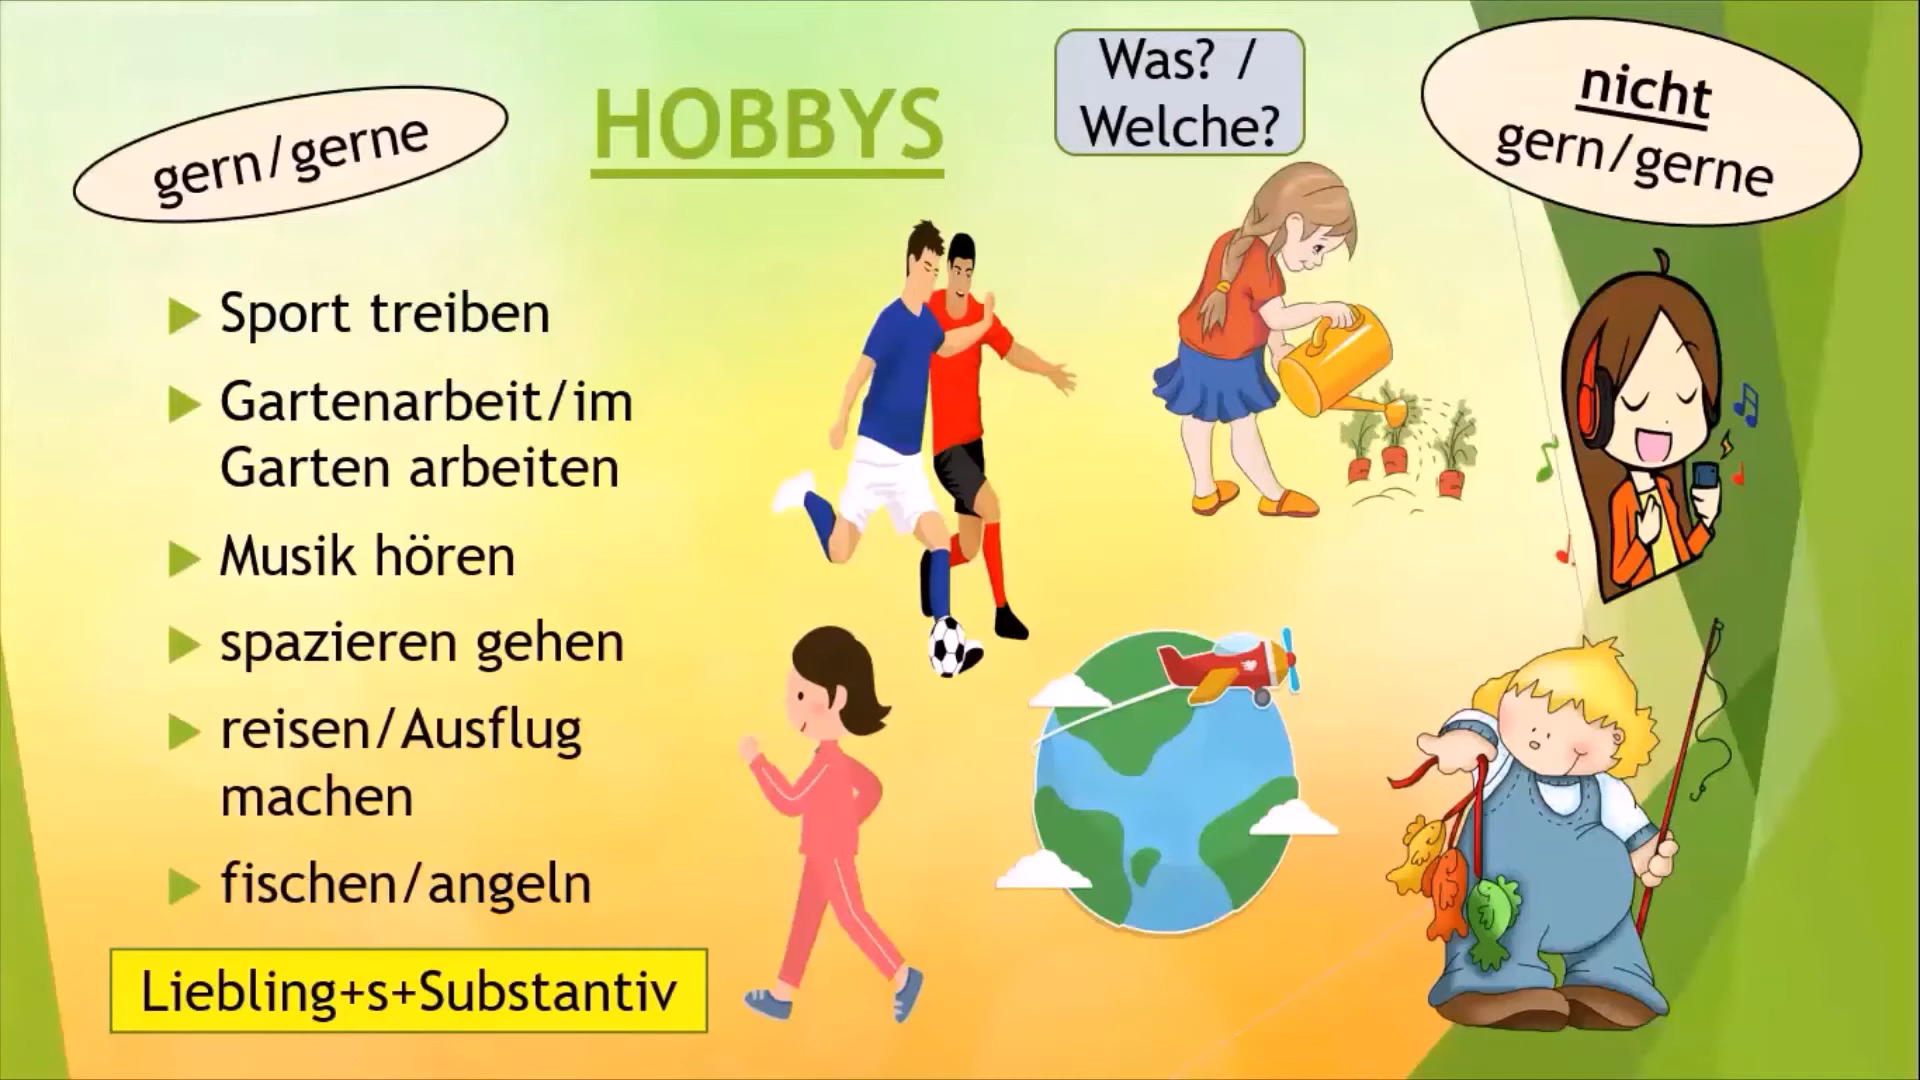 gern/gerne
HOBBYS
Was? /
Welche?
nicht
gern/gerne
Sport treiben
Gartenarbeit/im
Garten arbeiten
Musik hören
spazieren gehen
reisen/Ausflug
machen
fischen/angeln
Liebling+s+Substantiv